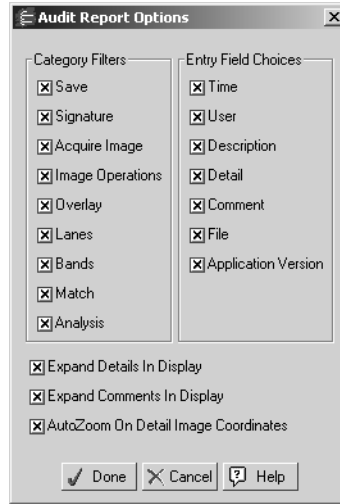 Audit Report Options
Category Filters
Save
Signature
Acquire Image
Image Operations
Overlay
Lanes
Bands
Match
Analysis
Entry Field Choices
Time
User
Description
Detail
Comment
File
Application Version
Expand Details In Display
Expand Comments In Display
AutoZoom On Detail Image Coordinates
Done Cancel Help